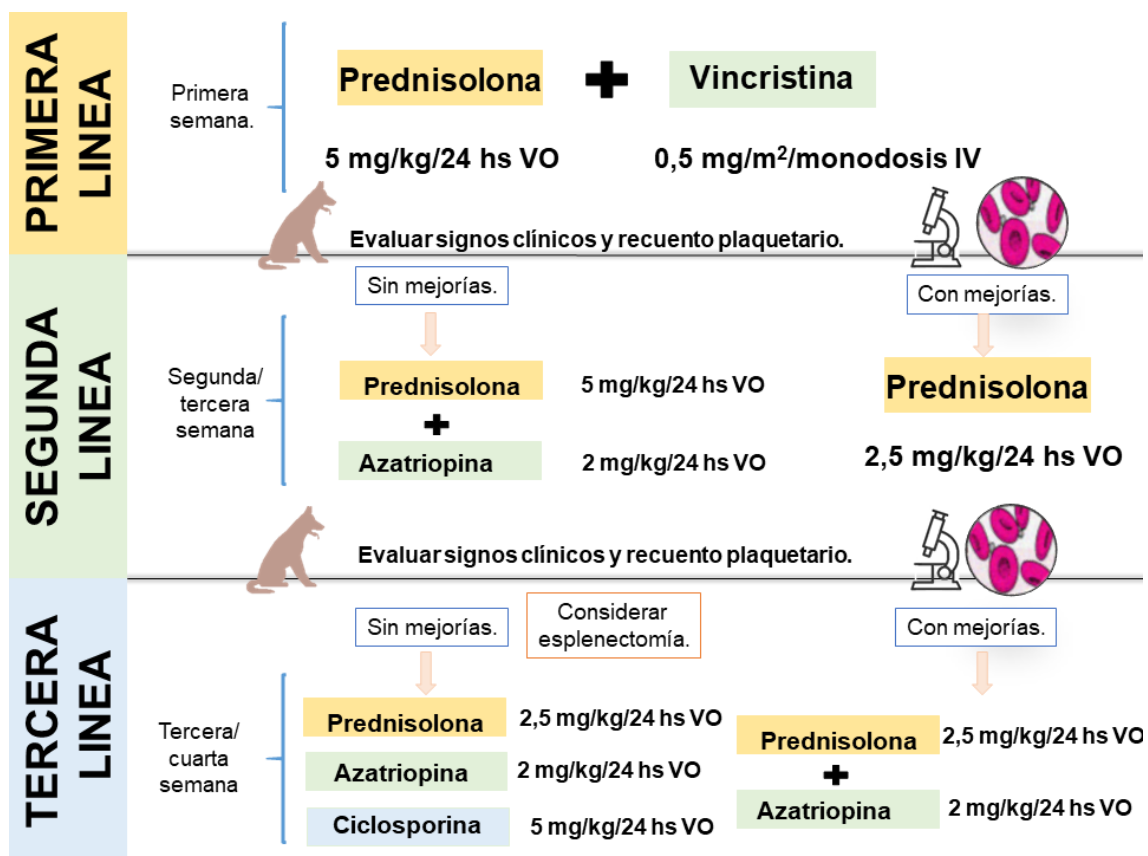 PRIMERA
LINEA
Primera
semana.
Prednisolona
Vincristina
5 mg/kg/24 hs VO
0,5 mg/m²/monodosis IV
Evaluar signos clínicos y recuento plaquetario.
SEGUNDA
LINEA
Sin mejorías.
Con mejorías.
Segunda/
tercera
semana
Prednisolona
5 mg/kg/24 hs VO
Azatriopina
2 mg/kg/24 hs VO
Prednisolona
2,5 mg/kg/24 hs VO
Evaluar signos clínicos y recuento plaquetario.
TERCERA
LINEA
Sin mejorías.
Considerar
esplenectomía.
Con mejorías.
Tercera/
cuarta
semana
Prednisolona
2,5 mg/kg/24 hs VO
Azatriopina
2 mg/kg/24 hs VO
Ciclosporina
5 mg/kg/24 hs VO
Prednisolona
2,5 mg/kg/24 hs VO
Azatriopina
2 mg/kg/24 hs VO